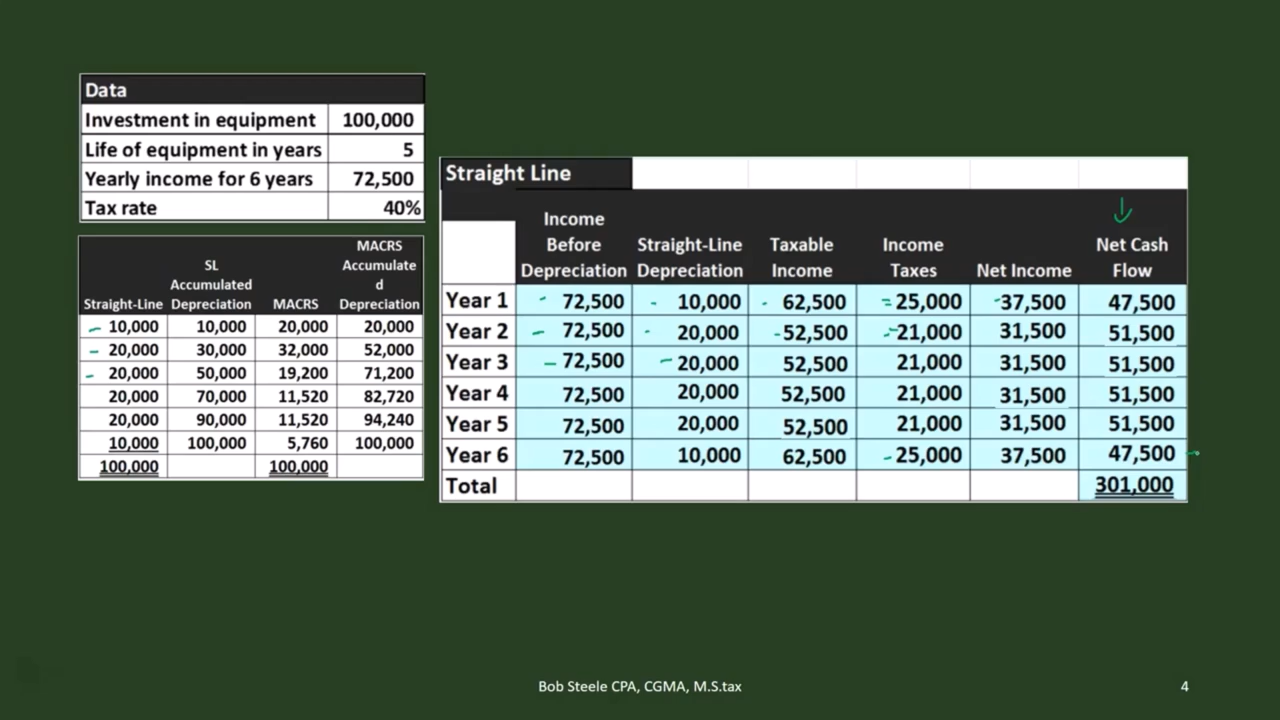 Data
Investment in equipment 100,000
Life of equipment in years 5
Yearly income for 6 years 72,500
Tax rate 40%
MACRS
SL Accumulate
Accumulated d
Straight-Line Depreciation MACRS Depreciation
10,000 10,000 20,000 20,000
20,000 30,000 32,000 52,000
20,000 50,000 19,200 71,200
20,000 70,000 11,520 82,720
20,000 90,000 11,520 94,240
10,000 100,000 5,760 100,000
100,000 100,000
Straight Line
Income
Before Straight-Line Taxable Income Net Cash
Depreciation Depreciation Income Taxes Net Income Flow
Year 1 72,500 10,000 62,500 25,000 37,500 47,500
Year 2 72,500 20,000 52,500 21,000 31,500 51,500
Year 3 72,500 20,000 52,500 21,000 31,500 51,500
Year 4 72,500 20,000 52,500 21,000 31,500 51,500
Year 5 72,500 20,000 52,500 21,000 31,500 51,500
Year 6 72,500 10,000 62,500 25,000 37,500 47,500
Total 301,000
Bob Steele CPA, CGMA, M.S.tax 4